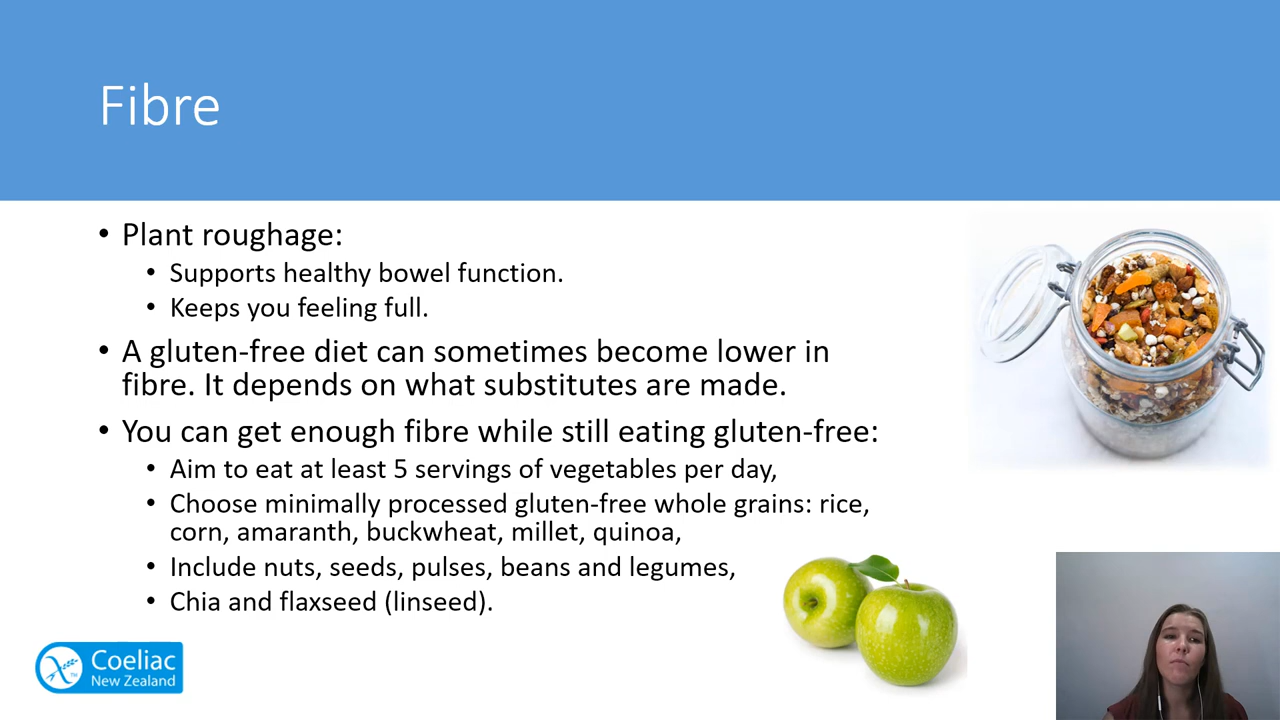 Fibre
• Plant roughage:
• Supports healthy bowel function.
• Keeps you feeling full.
• A gluten-free diet can sometimes become lower in
fibre. It depends on what substitutes are made.
• You can get enough fibre while still eating gluten-free:
• Aim to eat at least 5 servings of vegetables per day,
• Choose minimally processed gluten-free whole grains: rice,
corn, amaranth, buckwheat, millet, quinoa,
• Include nuts, seeds, pulses, beans and legumes,
• Chia and flaxseed (linseed).
Coeliac
New Zealand